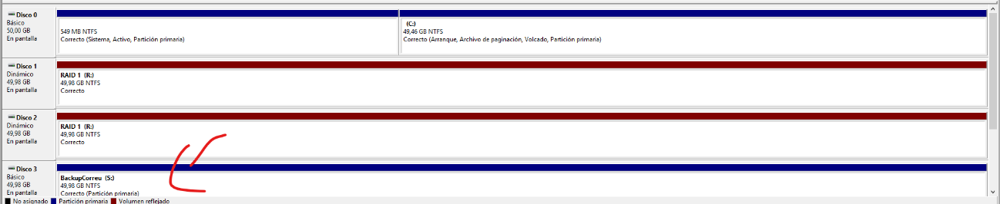 Disco 0
Básico
50,00 GB
En pantalla
549 MB NTFS
Correcto (Sistema, Activo, Partición primaria)
(C:)
49,46 GB NTFS
Correcto (Arranque, Archivo de paginación, Volcado, Partición primaria)
Disco 1
Dinámico
49,98 GB
En pantalla
RAID 1 (R:)
49,98 GB NTFS
Correcto
Disco 2
Dinámico
49,98 GB
En pantalla
RAID 1 (R:)
49,98 GB NTFS
Correcto
Disco 3
Básico
49,98 GB
En pantalla
BackupCorreu (S:)
49,98 GB NTFS
Correcto (Partición primaria)
No asignado Partición primaria Volumen reflejado